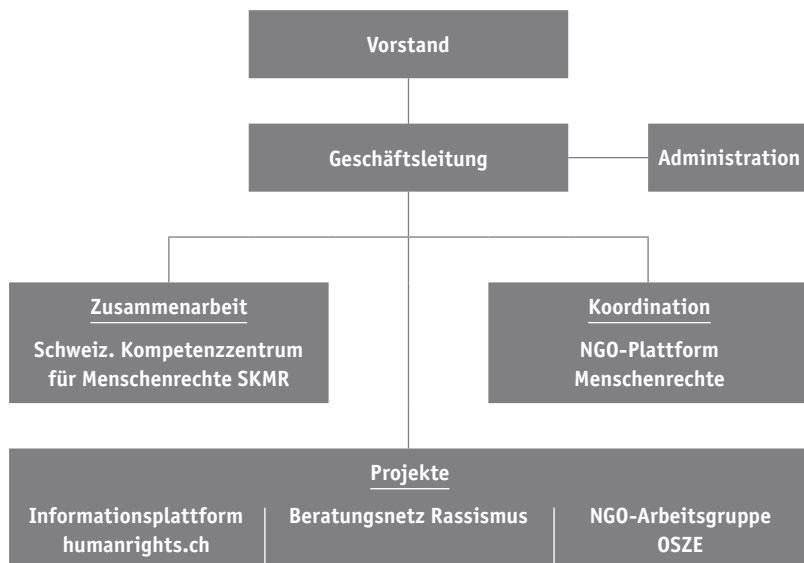 Vorstand
Geschäftsleitung
Administration
Zusammenarbeit
Schweiz. Kompetenzzentrum
für Menschenrechte SKMR
Koordination
NGO-Plattform
Menschenrechte
Projekte
Informationsplattform
humanrights.ch
Beratungsnetz Rassismus
NGO-Arbeitsgruppe
OSZE